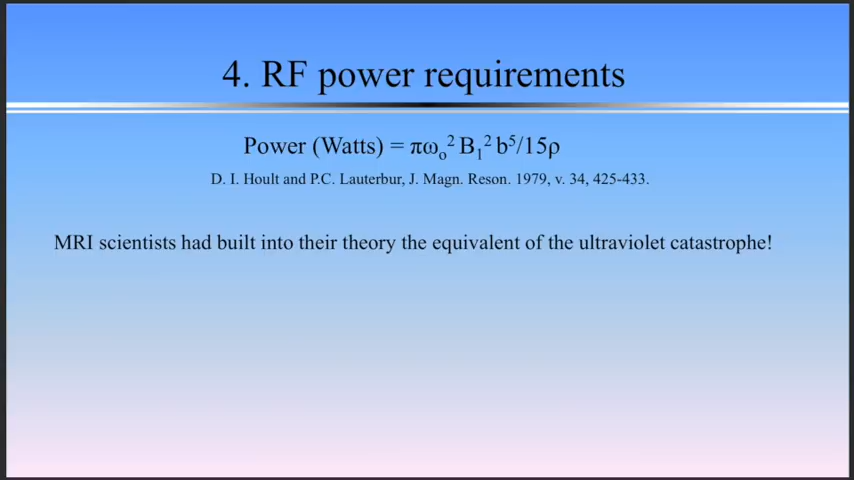 4. RF power requirements
Power (Watts) = πωₒ² B₁² b⁵/15ρ
D. I. Hoult and P.C. Lauterbur, J. Magn. Reson. 1979, v. 34, 425-433.
MRI scientists had built into their theory the equivalent of the ultraviolet catastrophe!